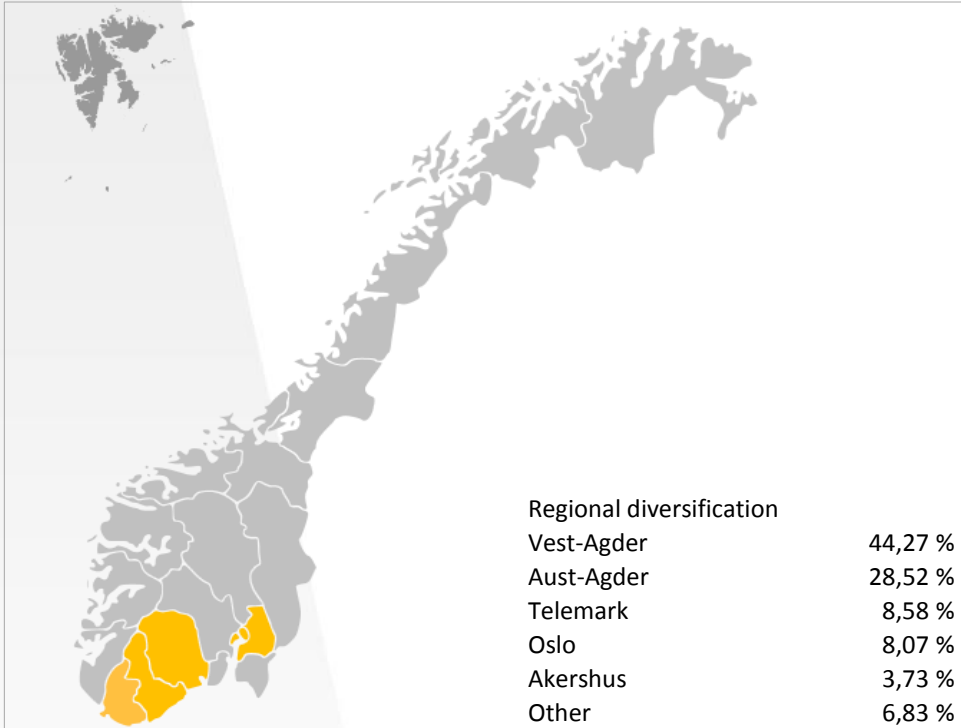 Regional diversification
Vest-Agder 44,27 %
Aust-Agder 28,52 %
Telemark 8,58 %
Oslo 8,07 %
Akershus 3,73 %
Other 6,83 %